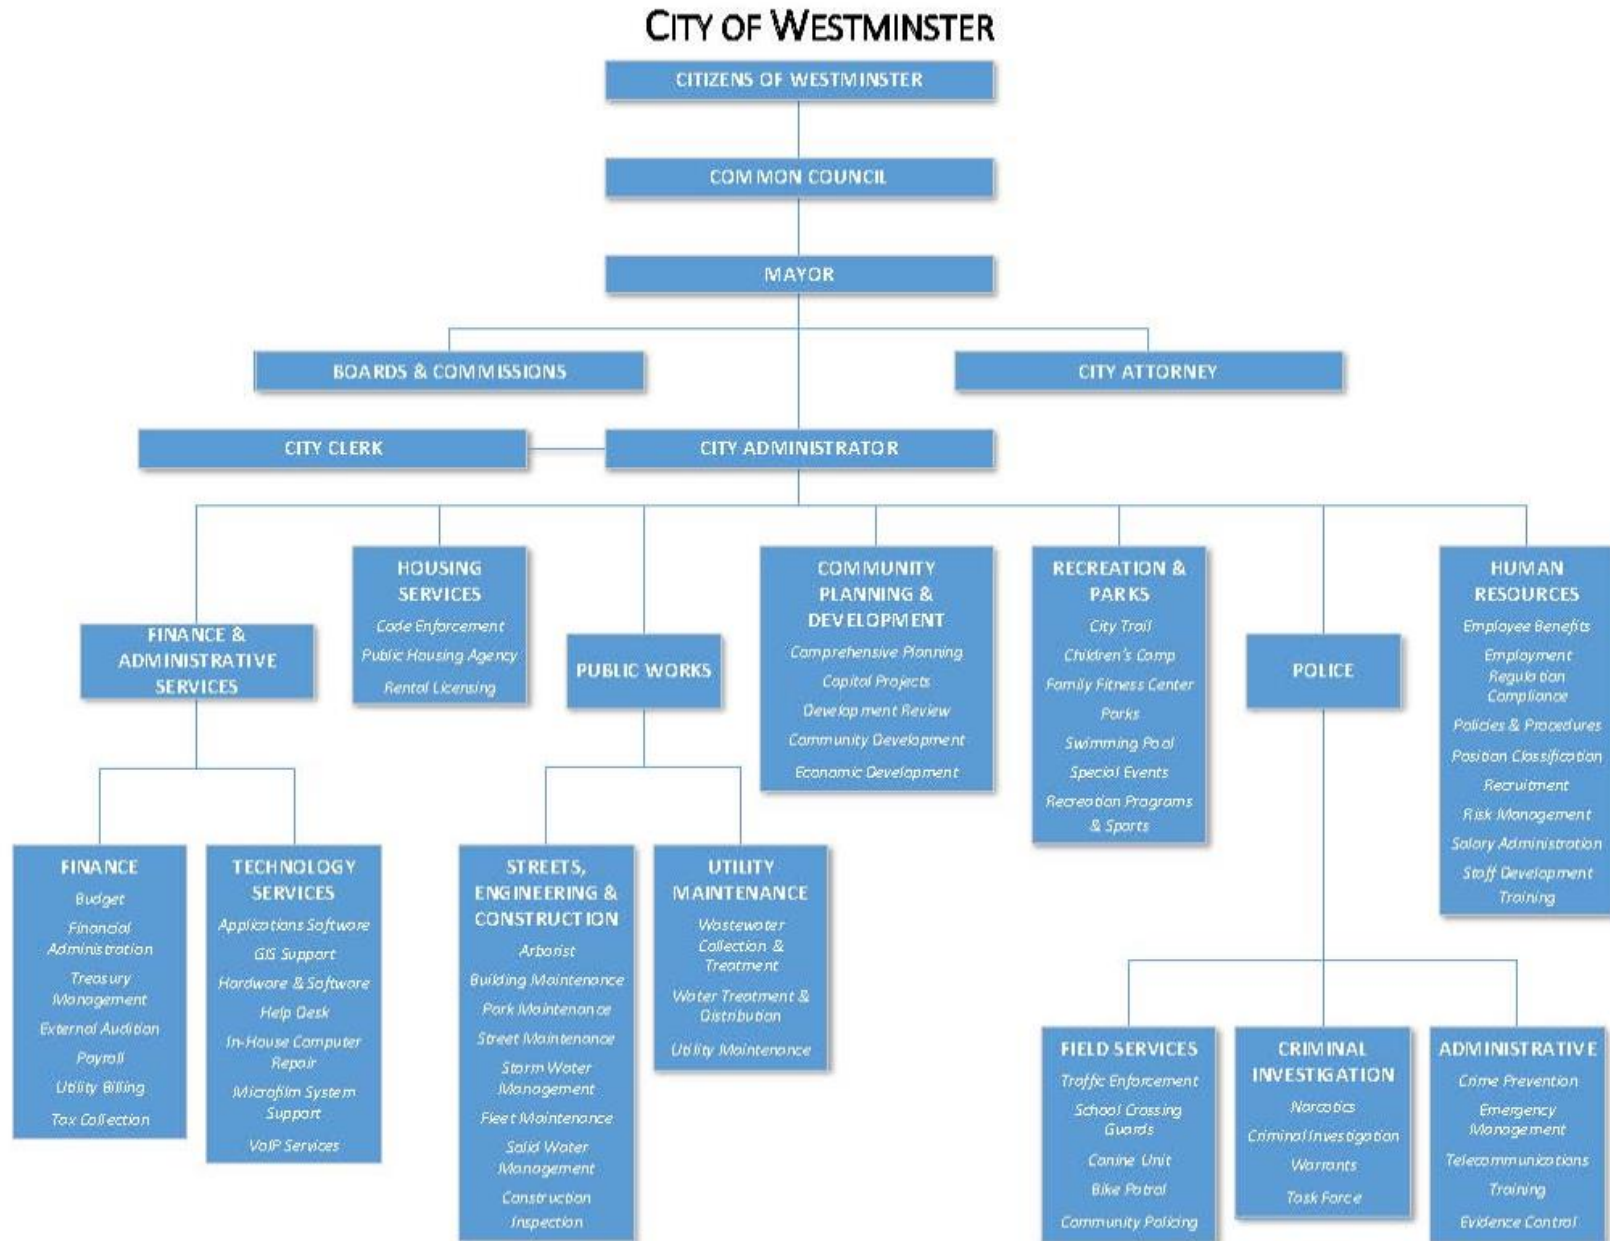 CITY OF WESTMINSTER
CITIZENS OF WESTMINSTER
COMMON COUNCIL
MAYOR
BOARDS & COMMISSIONS
CITY ATTORNEY
CITY CLERK
CITY ADMINISTRATOR
FINANCE &
ADMINISTRATIVE
SERVICES
HOUSING
SERVICES
Code Enforcement
Public Housing Agency
Rental Licensing
PUBLIC WORKS
COMMUNITY
PLANNING &
DEVELOPMENT
Comprehensive Planning
Capital Projects
Development Review
Community Development
Economic Development
RECREATION &
PARKS
City Trail
Children's Camp
Family Fitness Center
Parks
Swimming Pool
Special Events
Recreation Programs
& Sports
POLICE
HUMAN
RESOURCES
Employee Benefits
Employment
Regulation
Compliance
Policies & Procedures
Position Classification
Recruitment
Risk Management
Salary Administration
Staff Development
Training
FINANCE
Budget
Financial
Administration
Treasury
Management
External Audition
Payroll
Utility Billing
Tax Collection
TECHNOLOGY
SERVICES
Applications Software
GIS Support
Hardware & Software
Help Desk
In-House Computer
Repair
Microfilm System
Support
VoIP Services
STREETS,
ENGINEERING &
CONSTRUCTION
Arborist
Building Maintenance
Park Maintenance
Street Maintenance
Storm Water
Management
Fleet Maintenance
Solid Water
Management
Construction
Inspection
UTILITY
MAINTENANCE
Wastewater
Collection &
Treatment
Water Treatment &
Distribution
Utility Maintenance
FIELD SERVICES
Traffic Enforcement
School Crossing
Guards
Canine Unit
Bike Patrol
Community Policing
CRIMINAL
INVESTIGATION
Narcotics
Criminal Investigation
Warrants
Task Force
ADMINISTRATIVE
Crime Prevention
Emergency
Management
Telecommunications
Training
Evidence Control